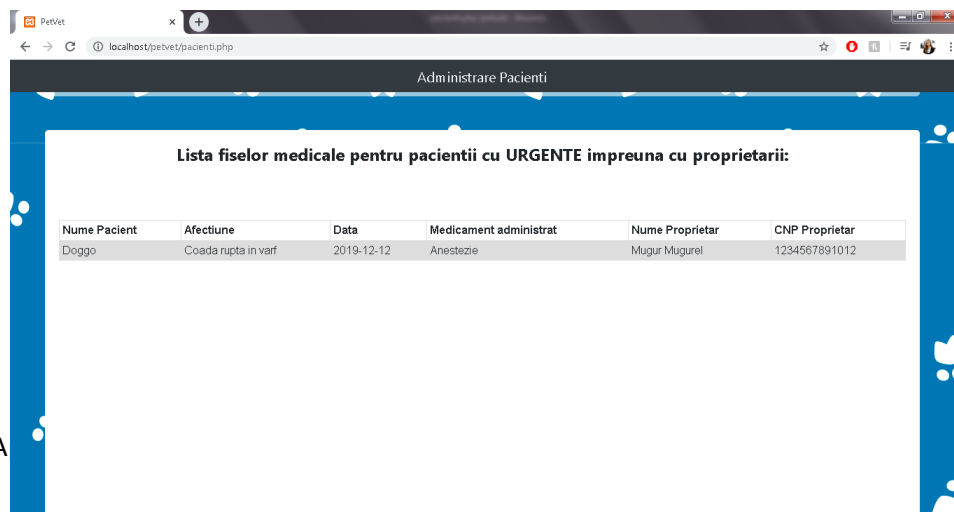 PetVet
localhost/petvet/pacienti.php
Administrare Pacienti
Lista fiselor medicale pentru pacientii cu URGENTE impreuna cu proprietarii:
Nume Pacient Afectiune Data Medicament administrat Nume Proprietar CNP Proprietar
Doggo Coada rupta in varf 2019-12-12 Anestezie Mugur Mugurel 1234567891012
A